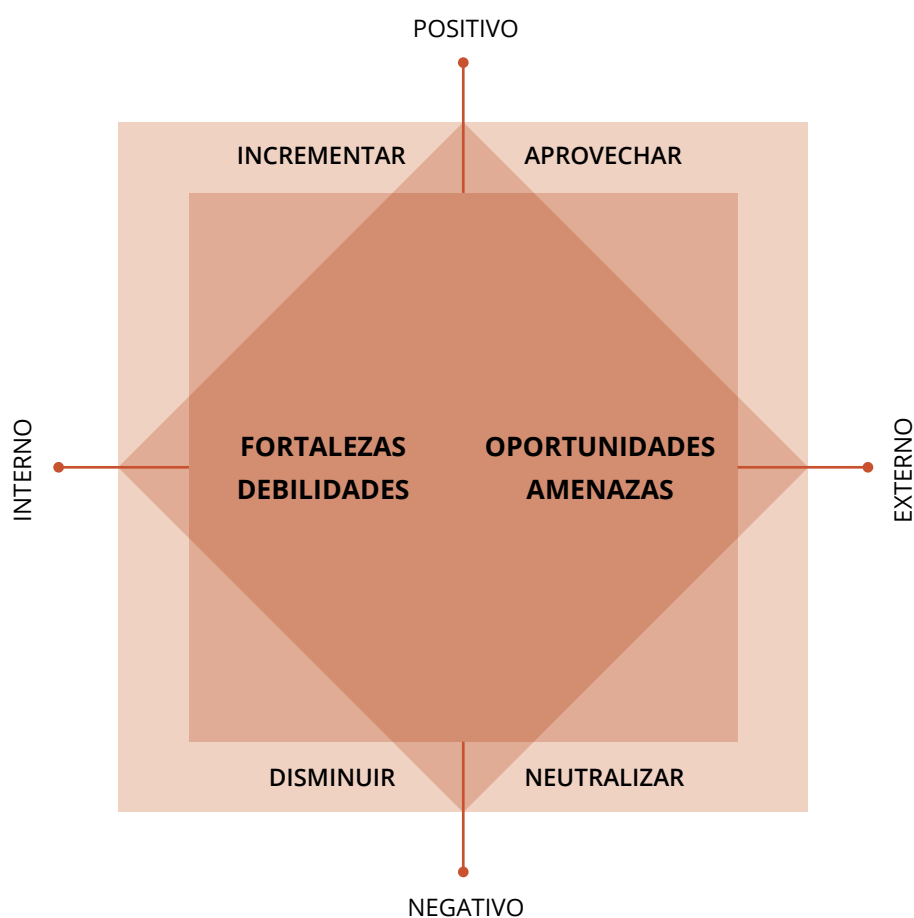 POSITIVO
INCREMENTAR
APROVECHAR
INTERNO
FORTALEZAS
DEBILIDADES
OPORTUNIDADES
AMENAZAS
EXTERNO
DISMINUIR
NEUTRALIZAR
NEGATIVO